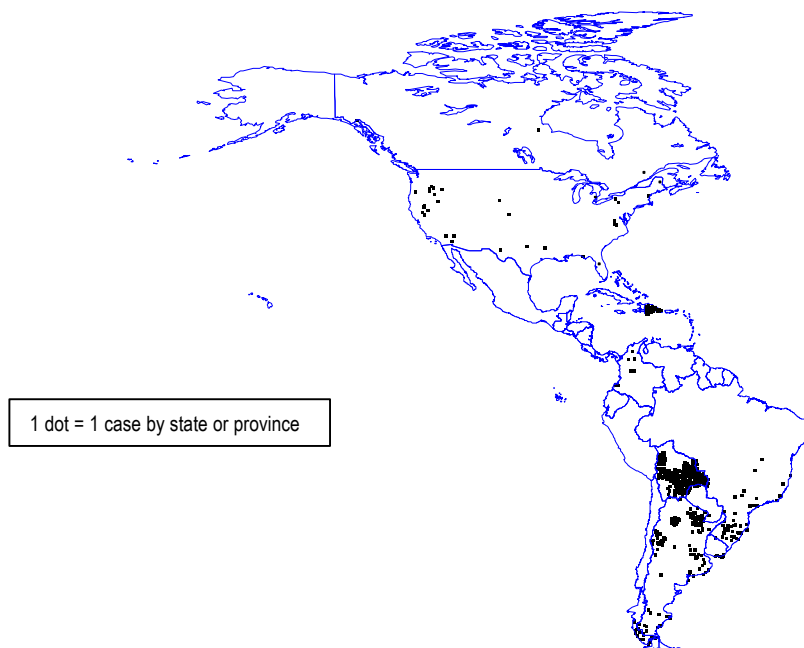 1 dot = 1 case by state or province